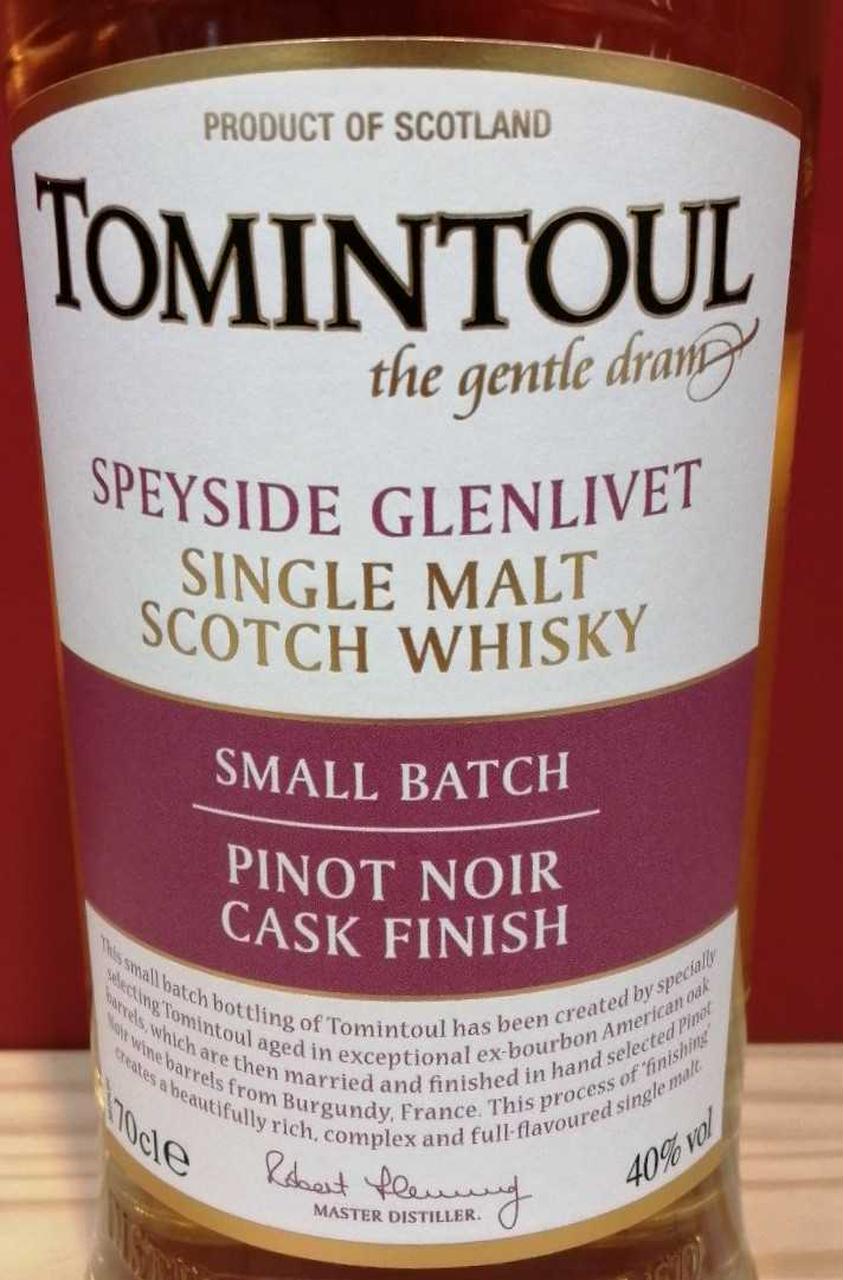 PRODUCT OF SCOTLAND
TOMINTOUL
the gentle dram
SPEYSIDE GLENLIVET
SINGLE MALT
SCOTCH WHISKY
SMALL BATCH
PINOT NOIR
CASK FINISH
This small batch bottling of Tomintoul has been created by specially
selecting Tomintoul aged in exceptional ex-bourbon American oak
barrels, which are then married and finished in hand selected Pinot
Noir wine barrels from Burgundy, France. This process of 'finishing'
creates a beautifully rich, complex and full-flavoured single malt.
70cl e
40% vol
Robert Fleming
MASTER DISTILLER.